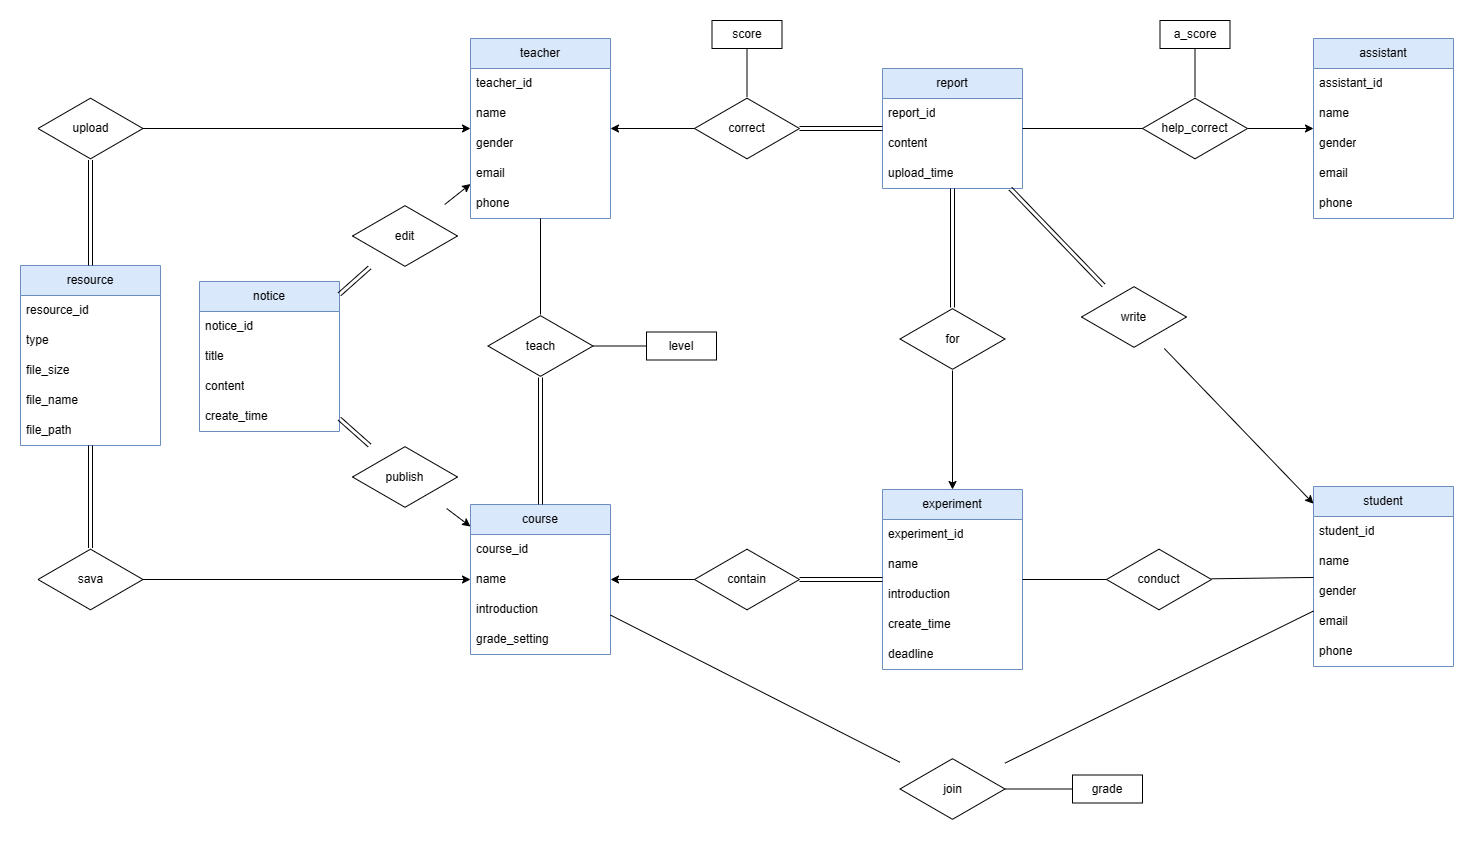 score
a_score
teacher
teacher_id
name
gender
email
phone
report
report_id
content
upload_time
assistant
assistant_id
name
gender
email
phone
upload
correct
help_correct
edit
resource
resource_id
type
file_size
file_name
file_path
notice
notice_id
title
content
create_time
teach
level
for
write
publish
course
course_id
name
introduction
grade_setting
experiment
experiment_id
name
introduction
create_time
deadline
student
student_id
name
gender
email
phone
sava
contain
conduct
join
grade